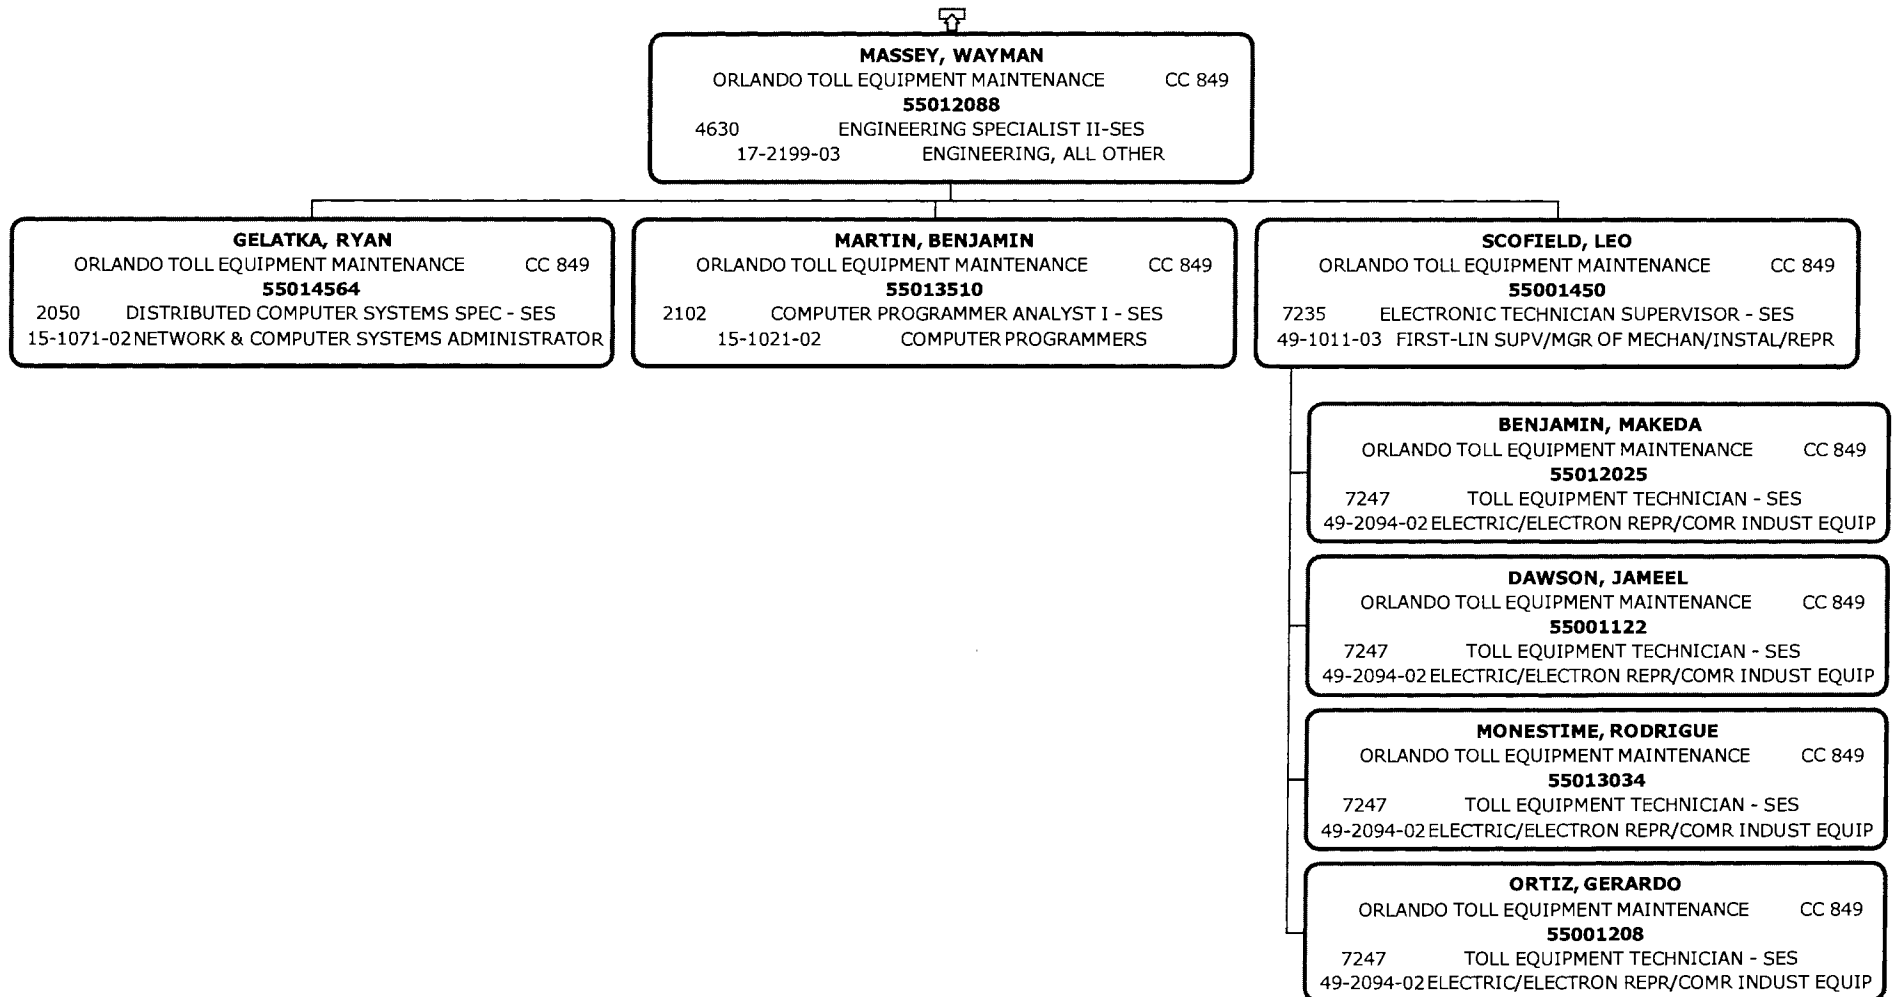 MASSEY, WAYMAN
ORLANDO TOLL EQUIPMENT MAINTENANCE CC 849
55012088
4630 ENGINEERING SPECIALIST II-SES
17-2199-03 ENGINEERING, ALL OTHER
GELATKA, RYAN
ORLANDO TOLL EQUIPMENT MAINTENANCE CC 849
55014564
2050 DISTRIBUTED COMPUTER SYSTEMS SPEC - SES
15-1071-02 NETWORK & COMPUTER SYSTEMS ADMINISTRATOR
MARTIN, BENJAMIN
ORLANDO TOLL EQUIPMENT MAINTENANCE CC 849
55013510
2102 COMPUTER PROGRAMMER ANALYST I - SES
15-1021-02 COMPUTER PROGRAMMERS
SCOFIELD, LEO
ORLANDO TOLL EQUIPMENT MAINTENANCE CC 849
55001450
7235 ELECTRONIC TECHNICIAN SUPERVISOR - SES
49-1011-03 FIRST-LIN SUPV/MGR OF MECHAN/INSTAL/REPR
BENJAMIN, MAKEDA
ORLANDO TOLL EQUIPMENT MAINTENANCE CC 849
55012025
7247 TOLL EQUIPMENT TECHNICIAN - SES
49-2094-02 ELECTRIC/ELECTRON REPR/COMR INDUST EQUIP
DAWSON, JAMEEL
ORLANDO TOLL EQUIPMENT MAINTENANCE CC 849
55001122
7247 TOLL EQUIPMENT TECHNICIAN - SES
49-2094-02 ELECTRIC/ELECTRON REPR/COMR INDUST EQUIP
MONESTIME, RODRIGUE
ORLANDO TOLL EQUIPMENT MAINTENANCE CC 849
55013034
7247 TOLL EQUIPMENT TECHNICIAN - SES
49-2094-02 ELECTRIC/ELECTRON REPR/COMR INDUST EQUIP
ORTIZ, GERARDO
ORLANDO TOLL EQUIPMENT MAINTENANCE CC 849
55001208
7247 TOLL EQUIPMENT TECHNICIAN - SES
49-2094-02 ELECTRIC/ELECTRON REPR/COMR INDUST EQUIP